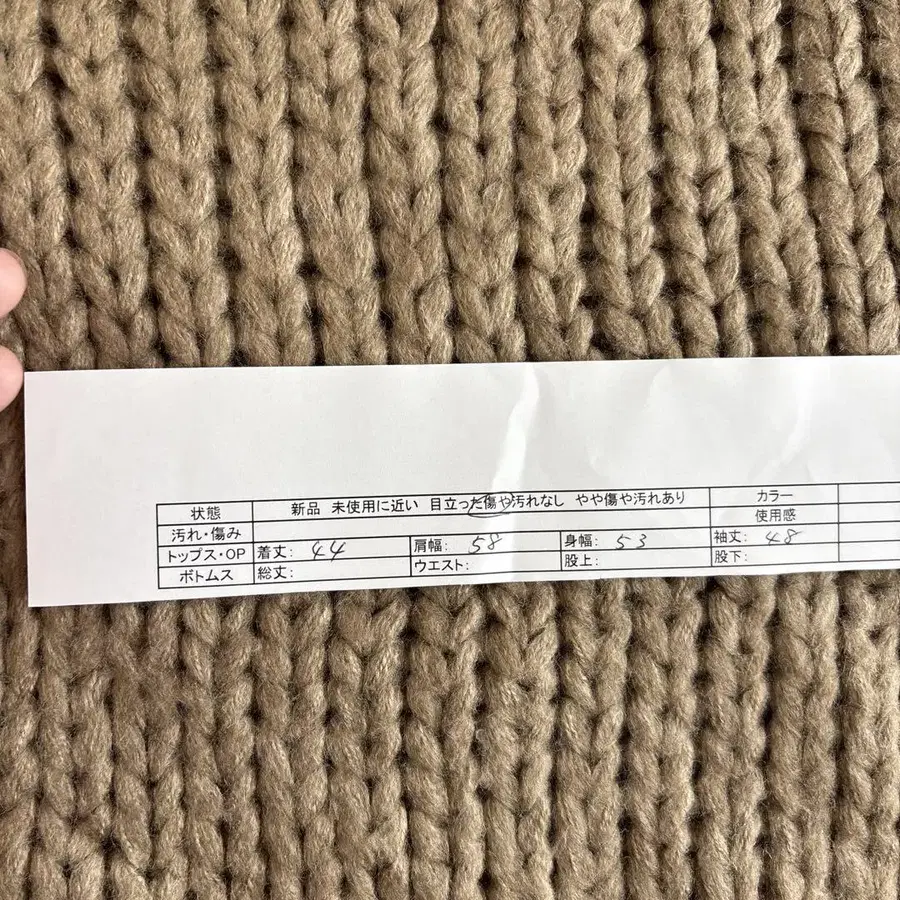 状態 新品 未使用に近い 目立った傷や汚れなし やや傷や汚れあり カラー
汚れ・傷み 使用感
トップス・OP 着丈: 44 肩幅: 58 身幅: 53 袖丈: 48
ボトムス 総丈: ウエスト: 股上: 股下: